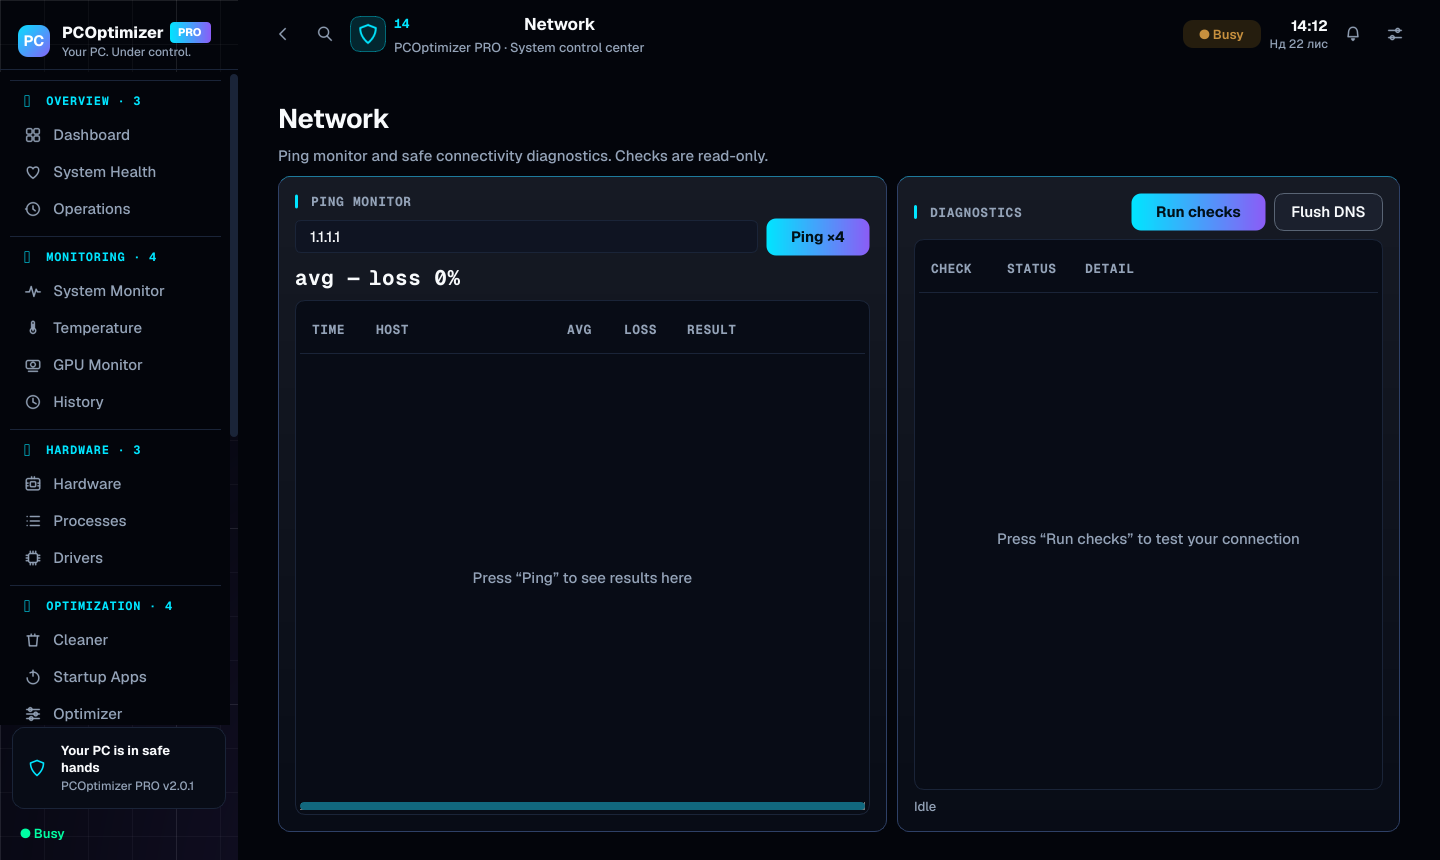 PC
PCOptimizer PRO
Your PC. Under control.
OVERVIEW · 3
Dashboard
System Health
Operations
MONITORING · 4
System Monitor
Temperature
GPU Monitor
History
HARDWARE · 3
Hardware
Processes
Drivers
OPTIMIZATION · 4
Cleaner
Startup Apps
Optimizer
Your PC is in safe
hands
PCOptimizer PRO v2.0.1
Busy
14
Network
PCOptimizer PRO · System control center
Busy
14:12
Нд 22 лис
Network
Ping monitor and safe connectivity diagnostics. Checks are read-only.
PING MONITOR
1.1.1.1
Ping ×4
avg — loss 0%
TIME HOST AVG LOSS RESULT
Press “Ping” to see results here
DIAGNOSTICS
Run checks
Flush DNS
CHECK STATUS DETAIL
Press “Run checks” to test your connection
Idle